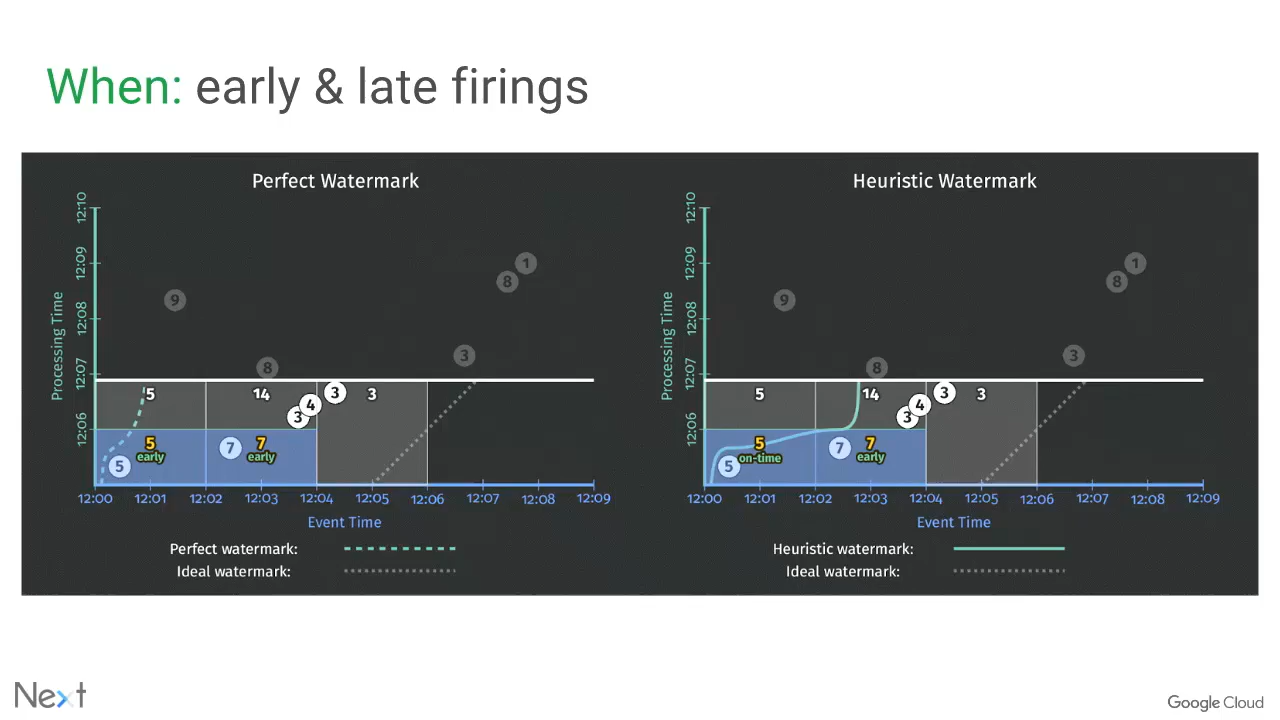 When: early & late firings
Perfect Watermark
Processing Time
12:10
12:09
12:08
12:07
12:06
1
8
9
3
8
5
14
3
3
4
3
5
early
7
7
early
5
12:00 12:01 12:02 12:03 12:04 12:05 12:06 12:07 12:08 12:09
Event Time
Perfect watermark:
Ideal watermark:
Heuristic Watermark
Processing Time
12:10
12:09
12:08
12:07
12:06
1
8
9
3
8
5
14
3
3
4
3
5
on-time
7
7
early
5
12:00 12:01 12:02 12:03 12:04 12:05 12:06 12:07 12:08 12:09
Event Time
Heuristic watermark:
Ideal watermark:
Next
Google Cloud